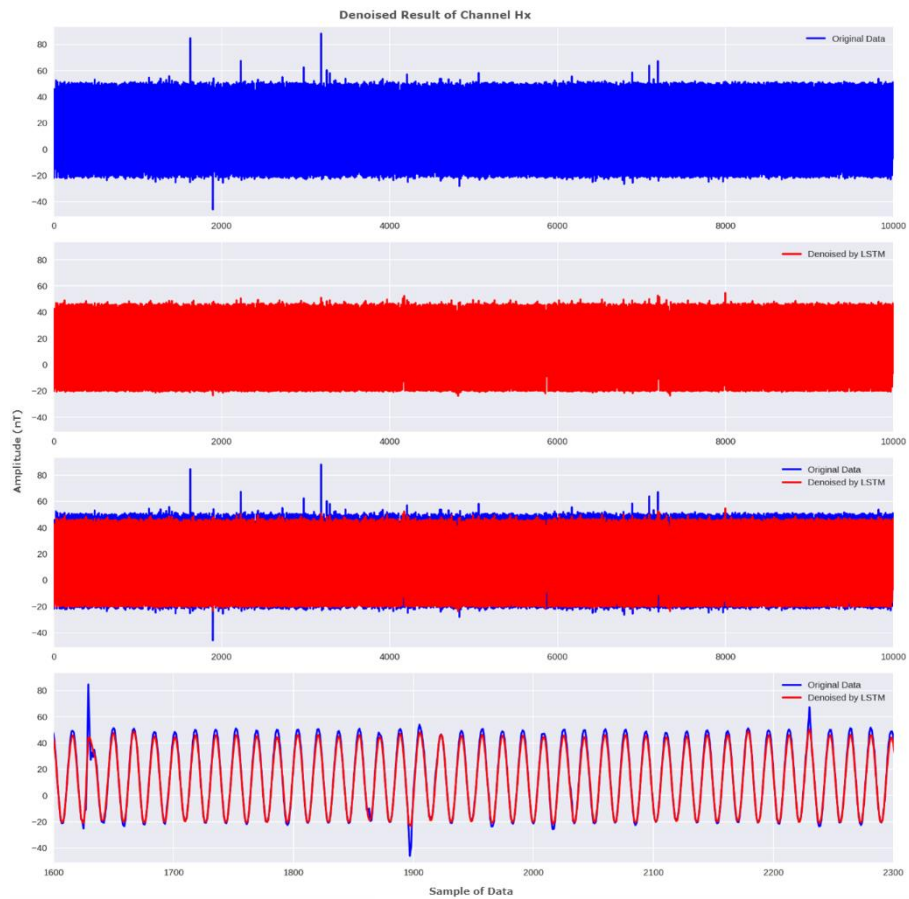 Denoised Result of Channel Hx
80
60
40
20
0
−20
−40
Original Data
0 2000 4000 6000 8000 10000
80
60
40
20
0
−20
−40
Denoised by LSTM
0 2000 4000 6000 8000 10000
Amplitude (nT)
80
60
40
20
0
−20
−40
Original Data
Denoised by LSTM
0 2000 4000 6000 8000 10000
80
60
40
20
0
−20
−40
Original Data
Denoised by LSTM
1600 1700 1800 1900 2000 2100 2200 2300
Sample of Data